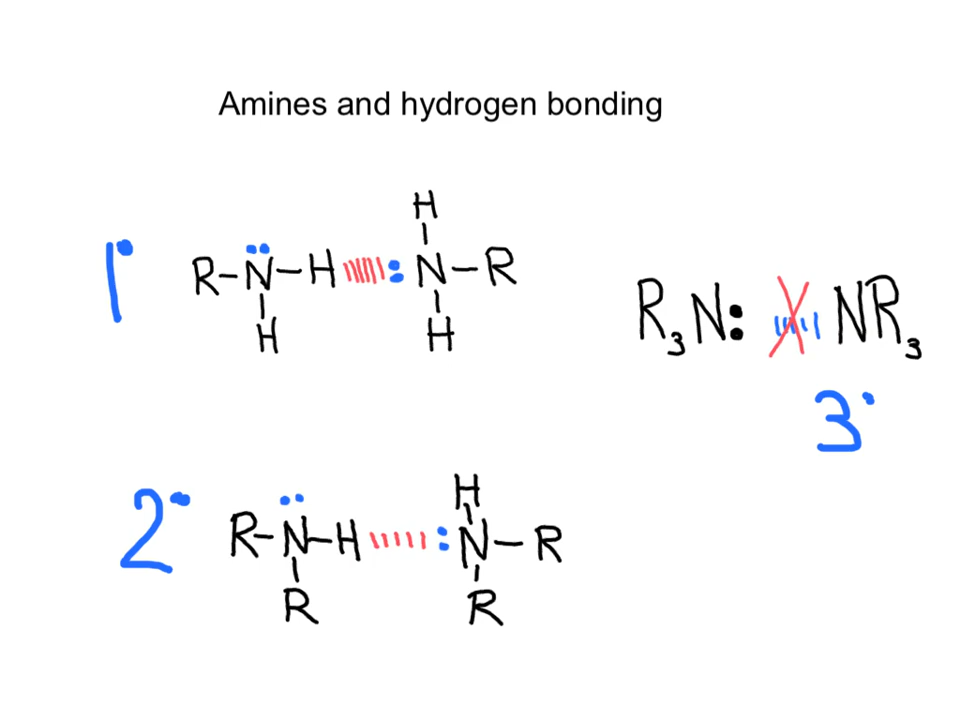 Amines and hydrogen bonding
H
1° R-N̈-H :N-R
H H
R₃N: NR₃
3°
H
2° R-N̈-H :N-R
R R